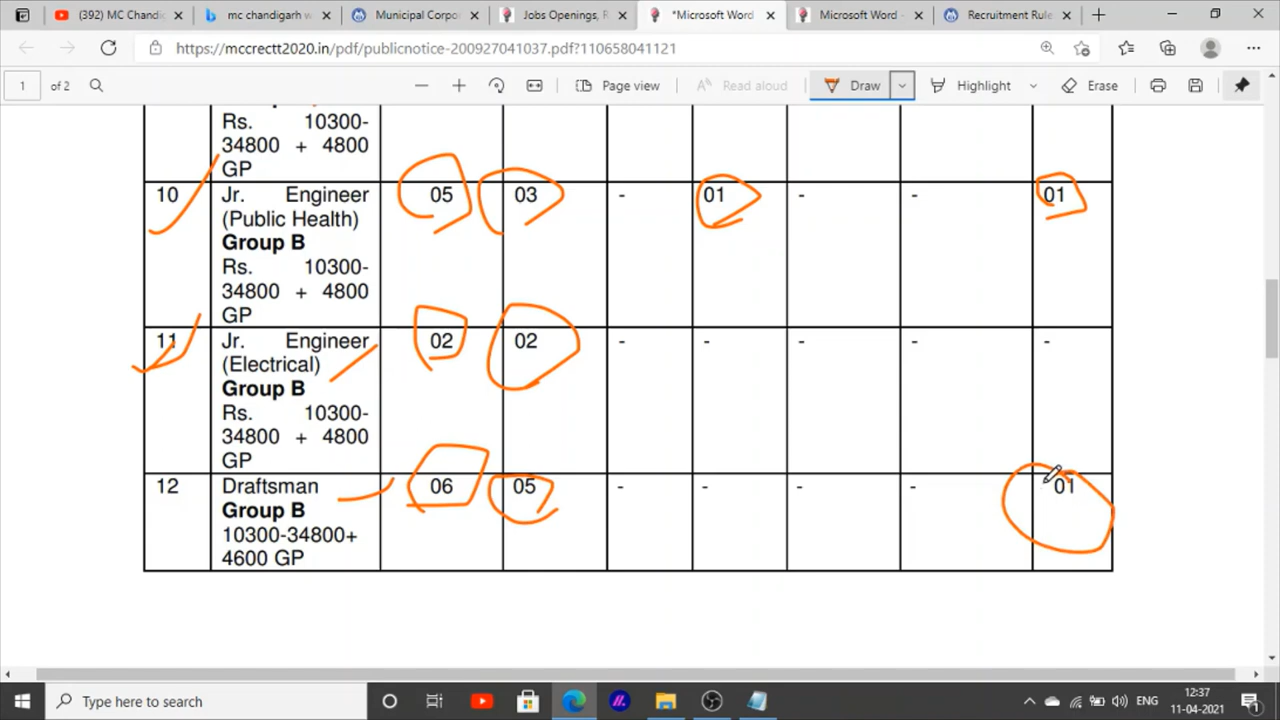 (392) MC Chandi
mc chandigarh w
Municipal Corpo
Jobs Openings, R
*Microsoft Word
Microsoft Word -
Recruitment Rule
https://mccrectt2020.in/pdf/publicnotice-200927041037.pdf?110658041121
1 of 2
Page view
Read aloud
Draw
Highlight
Erase
Rs. 10300-
34800 + 4800
GP
10 Jr. Engineer 05 03 - 01 - - 01
(Public Health)
Group B
Rs. 10300-
34800 + 4800
GP
11 Jr. Engineer 02 02 - - - - -
(Electrical)
Group B
Rs. 10300-
34800 + 4800
GP
12 Draftsman 06 05 - - - - 01
Group B
10300-34800+
4600 GP
Type here to search
ENG
12:37
11-04-2021
1